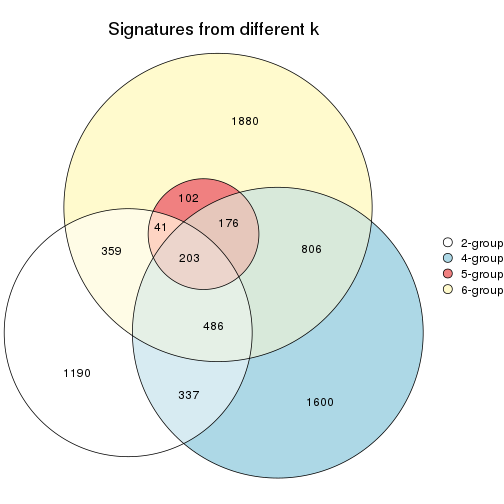 Signatures from different k
1880
102
41
176
359
203
806
486
1190
337
1600
2-group
4-group
5-group
6-group